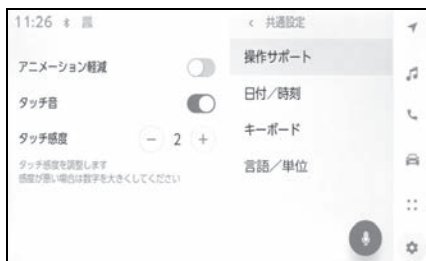 11:26
< 共通設定
アニメーション軽減
タッチ音
タッチ感度
− 2 +
タッチ感度を調整します
感度が悪い場合は数字を大きくしてください
操作サポート
日付/時刻
キーボード
言語/単位